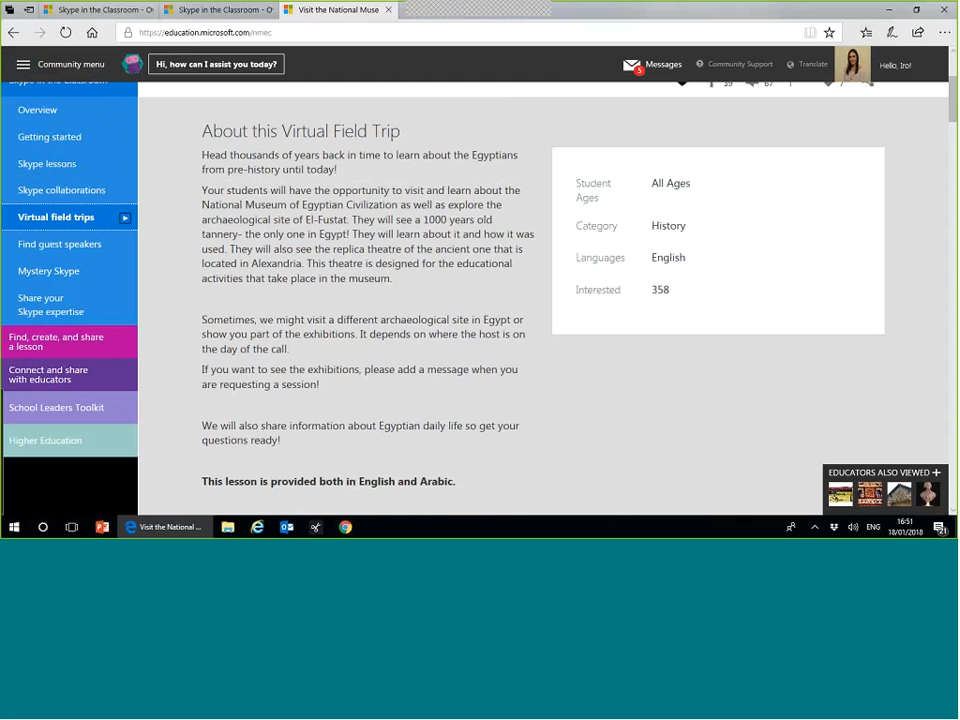 Skype in the Classroom - O
Skype in the Classroom - O
Visit the National Muse
https://education.microsoft.com/nmec
Community menu
Hi, how can I assist you today?
5
Messages
Community Support
Translate
Hello, Iro!
Overview
Getting started
Skype lessons
Skype collaborations
Virtual field trips
Find guest speakers
Mystery Skype
Share your
Skype expertise
Find, create, and share
a lesson
Connect and share
with educators
School Leaders Toolkit
Higher Education
About this Virtual Field Trip
Head thousands of years back in time to learn about the Egyptians
from pre-history until today!
Your students will have the opportunity to visit and learn about the
National Museum of Egyptian Civilization as well as explore the
archaeological site of El-Fustat. They will see a 1000 years old
tannery- the only one in Egypt! They will learn about it and how it was
used. They will also see the replica theatre of the ancient one that is
located in Alexandria. This theatre is designed for the educational
activities that take place in the museum.
Sometimes, we might visit a different archaeological site in Egypt or
show you part of the exhibitions. It depends on where the host is on
the day of the call.
If you want to see the exhibitions, please add a message when you
are requesting a session!
We will also share information about Egyptian daily life so get your
questions ready!
This lesson is provided both in English and Arabic.
Student
Ages
All Ages
Category
History
Languages
English
Interested
358
EDUCATORS ALSO VIEWED +
Visit the National ...
ENG
16:51
18/01/2018
21